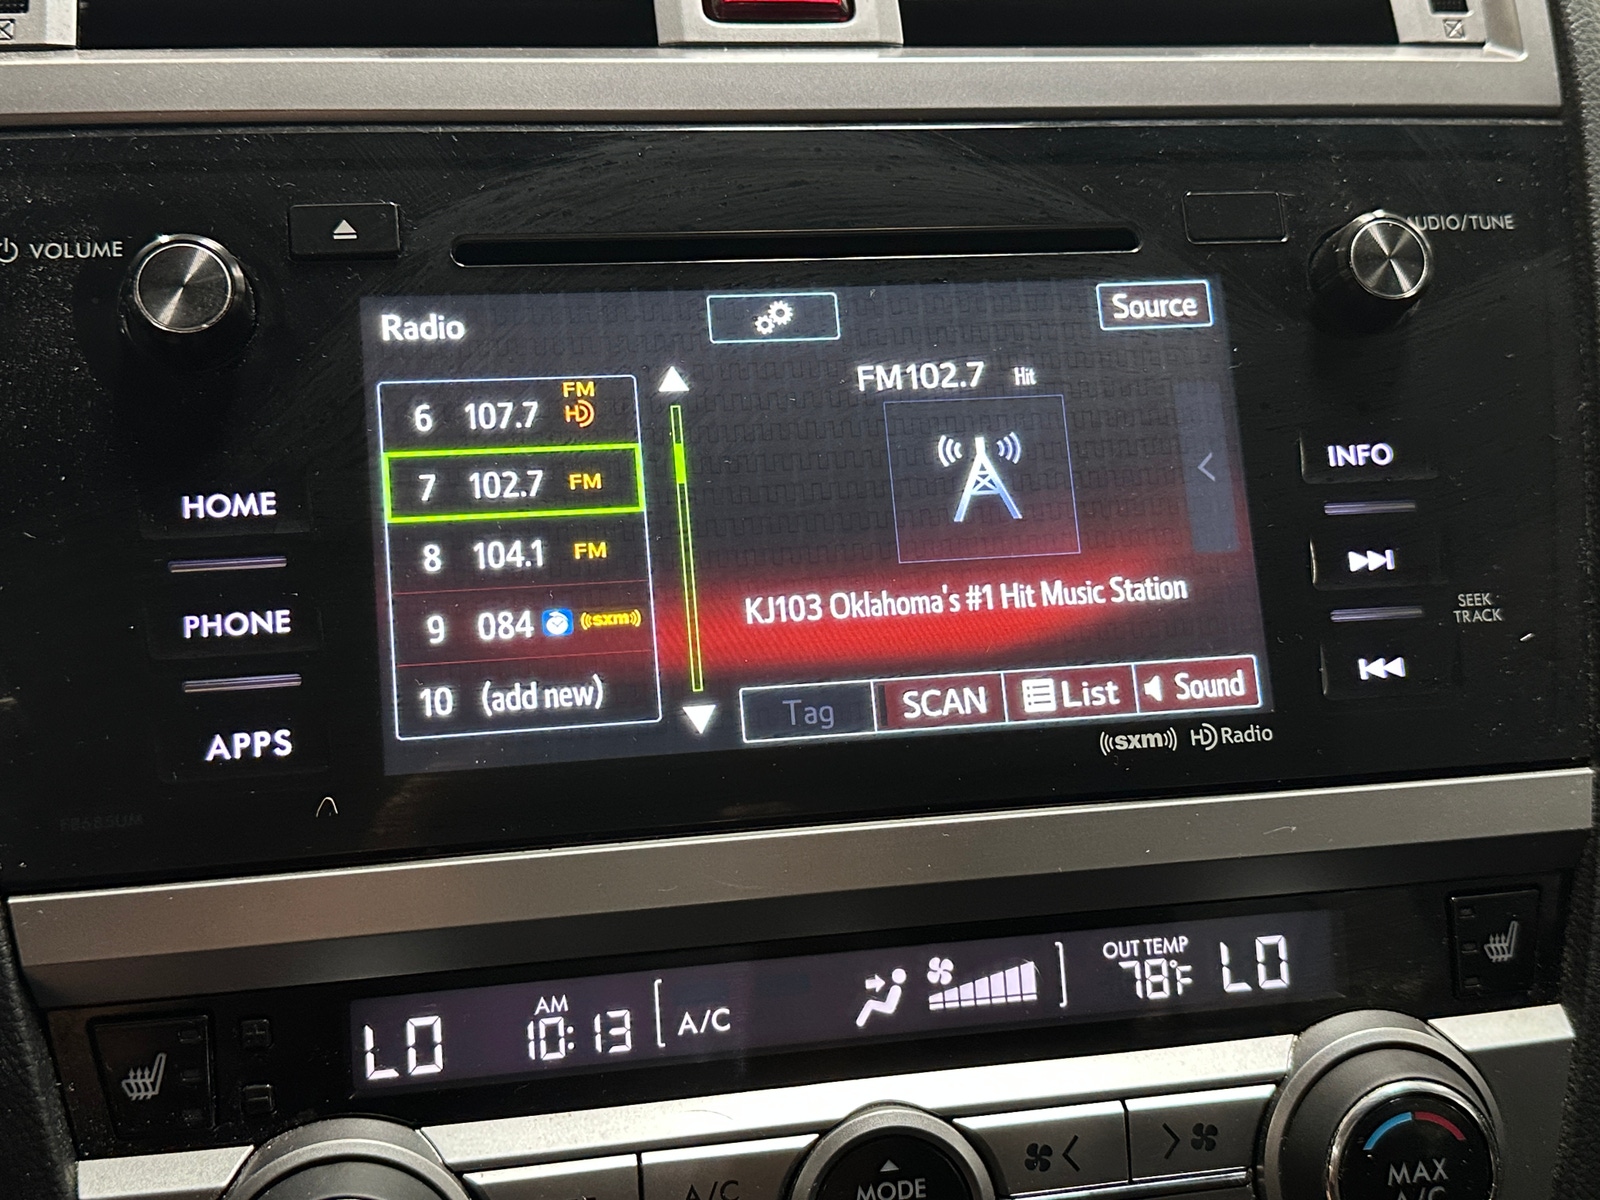 VOLUME
AUDIO/TUNE
Radio
Source
FM102.7 Hit
6 107.7 FM HD
7 102.7 FM
8 104.1 FM
9 084 ((sxm))
10 (add new)
KJ103 Oklahoma's #1 Hit Music Station
Tag
SCAN
List
Sound
((sxm)) HD Radio
HOME
PHONE
APPS
INFO
SEEK
TRACK
LO
AM
10:13
A/C
OUT TEMP
78°F
LO
A/C
MODE
MAX
A/C